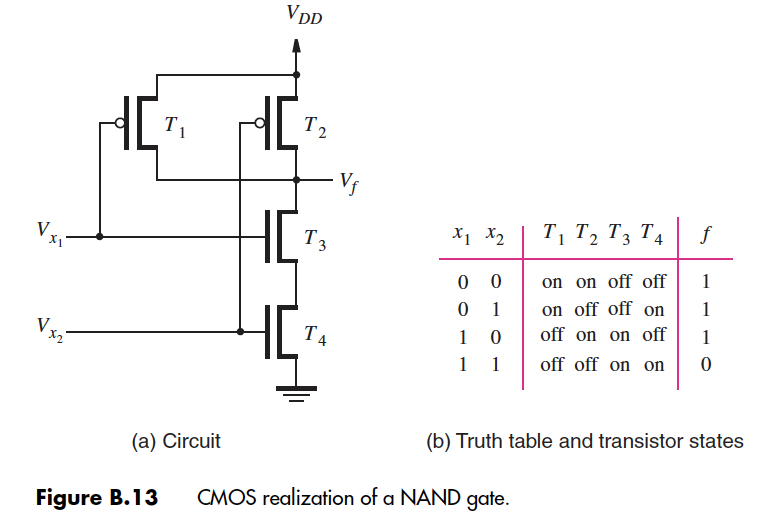 V_DD
T_1
T_2
V_f
V_x_1
T_3
V_x_2
T_4
x_1 x_2 T_1 T_2 T_3 T_4 f
0 0 on on off off 1
0 1 on off off on 1
1 0 off on on off 1
1 1 off off on on 0
(a) Circuit
(b) Truth table and transistor states
Figure B.13 CMOS realization of a NAND gate.